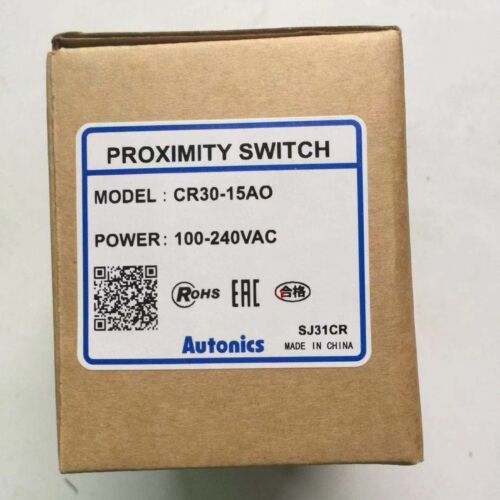 PROXIMITY SWITCH
MODEL : CR30-15AO
POWER: 100-240VAC
RoHS EAC 合格
SJ31CR
Autonics MADE IN CHINA